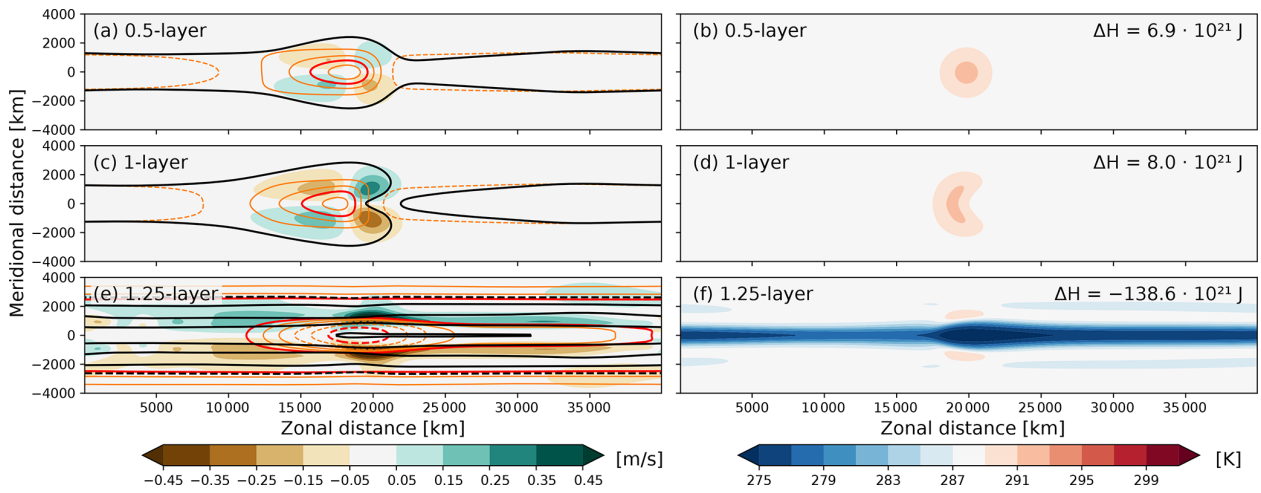 (a) 0.5-layer
(b) 0.5-layer
ΔH = 6.9 · 10²¹ J
4000
2000
0
−2000
−4000
(c) 1-layer
(d) 1-layer
ΔH = 8.0 · 10²¹ J
4000
2000
0
−2000
−4000
Meridional distance [km]
(e) 1.25-layer
(f) 1.25-layer
ΔH = −138.6 · 10²¹ J
4000
2000
0
−2000
−4000
5000 10 000 15 000 20 000 25 000 30 000 35 000
5000 10 000 15 000 20 000 25 000 30 000 35 000
Zonal distance [km]
Zonal distance [km]
[m/s]
−0.45 −0.35 −0.25 −0.15 −0.05 0.05 0.15 0.25 0.35 0.45
[K]
275 279 283 287 291 295 299